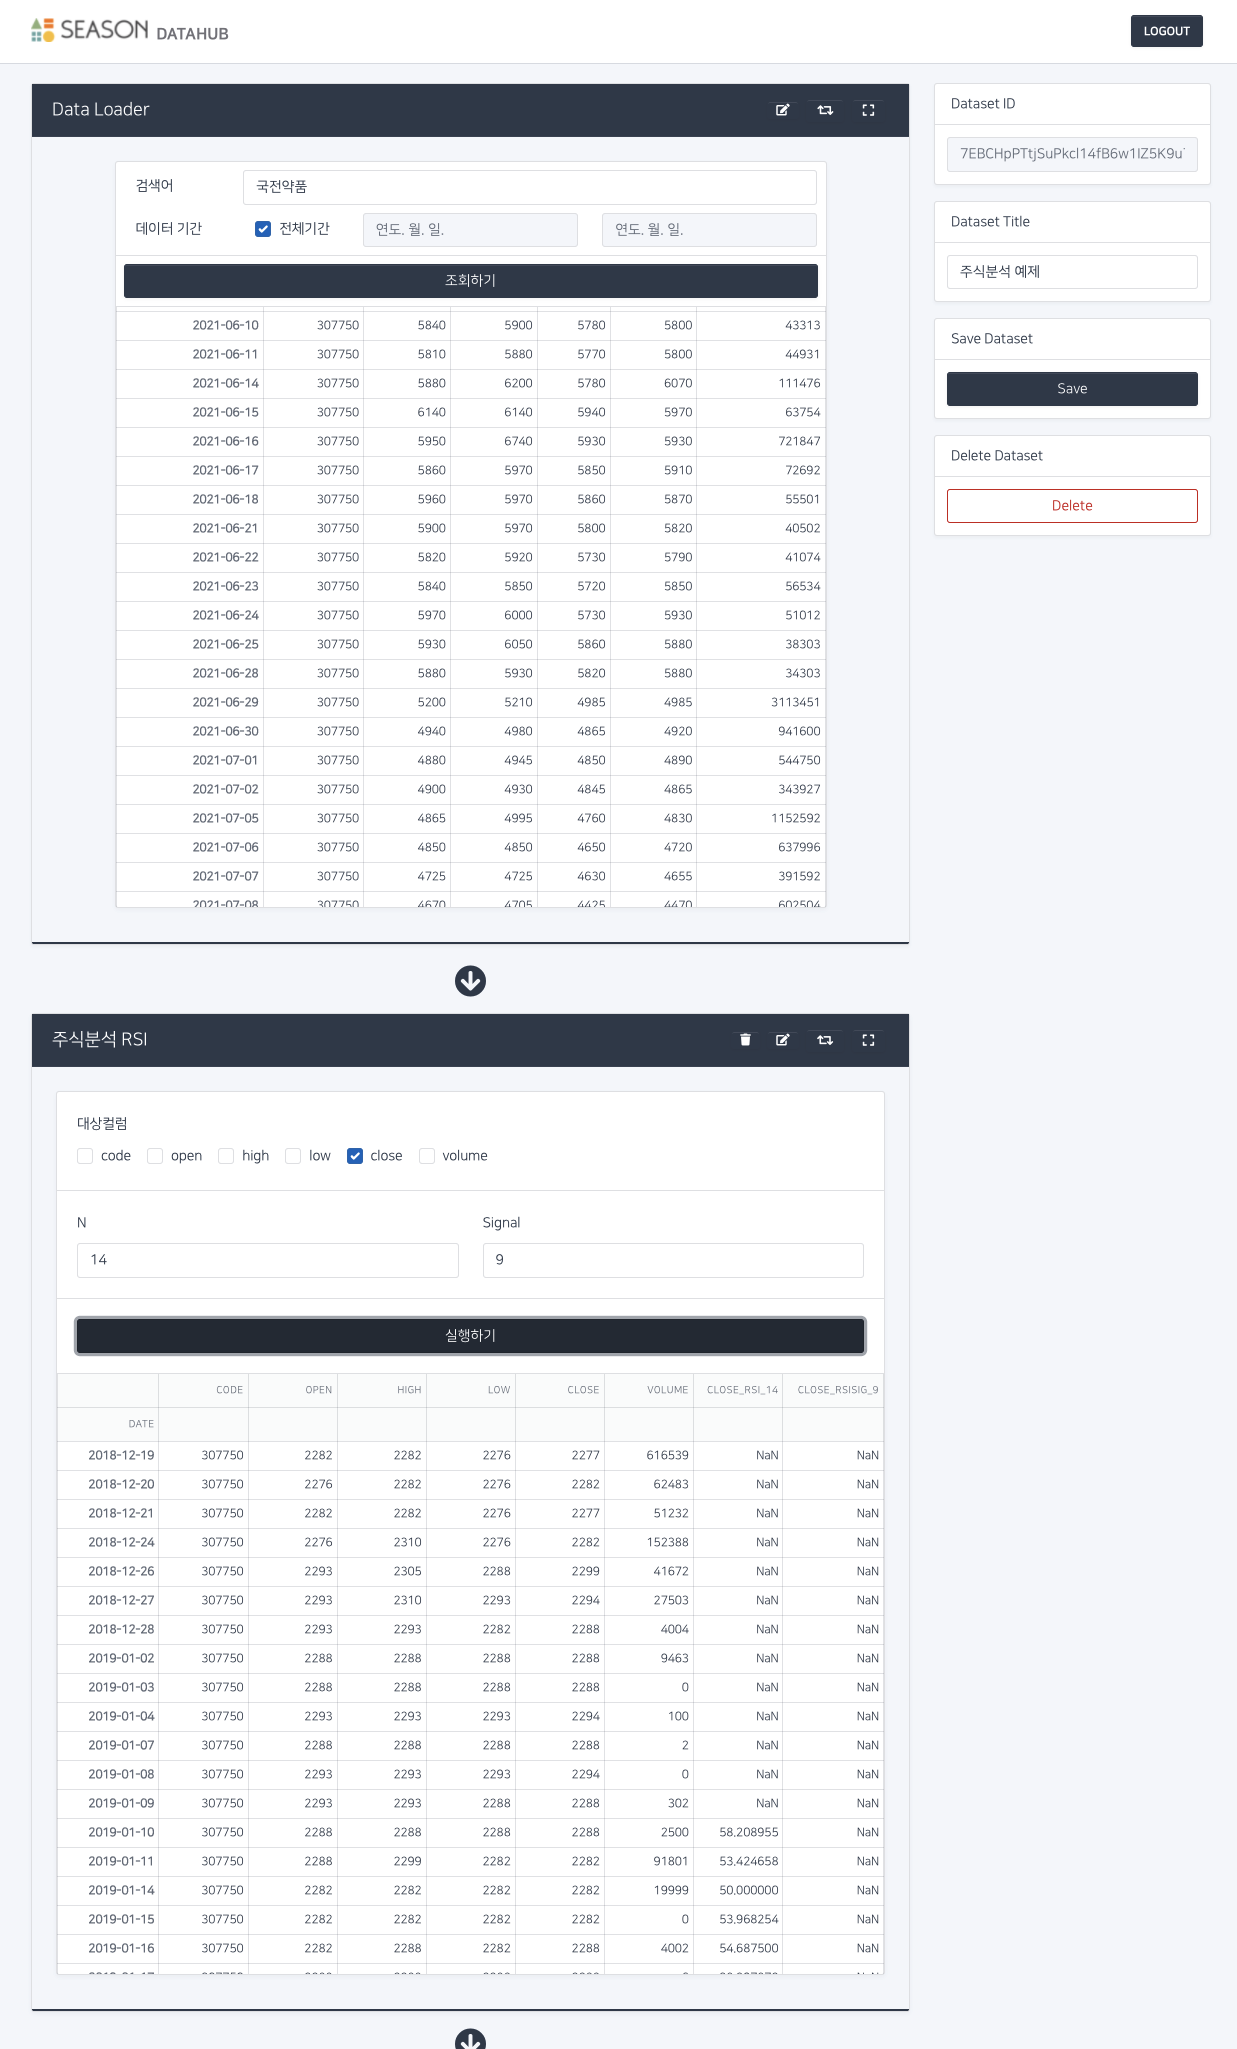 SEASON DATAHUB
LOGOUT
Data Loader
검색어 국전약품
데이터 기간 전체기간 연도. 월. 일. 연도. 월. 일.
조회하기
2021-06-10 307750 5840 5900 5780 5800 43313
2021-06-11 307750 5810 5880 5770 5800 44931
2021-06-14 307750 5880 6200 5780 6070 111476
2021-06-15 307750 6140 6140 5940 5970 63754
2021-06-16 307750 5950 6740 5930 5930 721847
2021-06-17 307750 5860 5970 5850 5910 72692
2021-06-18 307750 5960 5970 5860 5870 55501
2021-06-21 307750 5900 5970 5800 5820 40502
2021-06-22 307750 5820 5920 5730 5790 41074
2021-06-23 307750 5840 5850 5720 5850 56534
2021-06-24 307750 5970 6000 5730 5930 51012
2021-06-25 307750 5930 6050 5860 5880 38303
2021-06-28 307750 5880 5930 5820 5880 34303
2021-06-29 307750 5200 5210 4985 4985 3113451
2021-06-30 307750 4940 4980 4865 4920 941600
2021-07-01 307750 4880 4945 4850 4890 544750
2021-07-02 307750 4900 4930 4845 4865 343927
2021-07-05 307750 4865 4995 4760 4830 1152592
2021-07-06 307750 4850 4850 4650 4720 637996
2021-07-07 307750 4725 4725 4630 4655 391592
2021-07-08 307750 4670 4705 4425 4470 602504
Dataset ID
7EBCHpPTtjSuPkcl14fB6w1IZ5K9u
Dataset Title
주식분석 예제
Save Dataset
Save
Delete Dataset
Delete
주식분석 RSI
대상컬럼
code open high low close volume
N Signal
14 9
실행하기
CODE OPEN HIGH LOW CLOSE VOLUME CLOSE_RSI_14 CLOSE_RSISIG_9
DATE
2018-12-19 307750 2282 2282 2276 2277 616539 NaN NaN
2018-12-20 307750 2276 2282 2276 2282 62483 NaN NaN
2018-12-21 307750 2282 2282 2276 2277 51232 NaN NaN
2018-12-24 307750 2276 2310 2276 2282 152388 NaN NaN
2018-12-26 307750 2293 2305 2288 2299 41672 NaN NaN
2018-12-27 307750 2293 2310 2293 2294 27503 NaN NaN
2018-12-28 307750 2293 2293 2282 2288 4004 NaN NaN
2019-01-02 307750 2288 2288 2288 2288 9463 NaN NaN
2019-01-03 307750 2288 2288 2288 2288 0 NaN NaN
2019-01-04 307750 2293 2293 2293 2294 100 NaN NaN
2019-01-07 307750 2288 2288 2288 2288 2 NaN NaN
2019-01-08 307750 2293 2293 2293 2294 0 NaN NaN
2019-01-09 307750 2293 2293 2288 2288 302 NaN NaN
2019-01-10 307750 2288 2288 2288 2288 2500 58.208955 NaN
2019-01-11 307750 2288 2299 2282 2282 91801 53.424658 NaN
2019-01-14 307750 2282 2282 2282 2282 19999 50.000000 NaN
2019-01-15 307750 2282 2282 2282 2282 0 53.968254 NaN
2019-01-16 307750 2282 2288 2282 2288 4002 54.687500 NaN